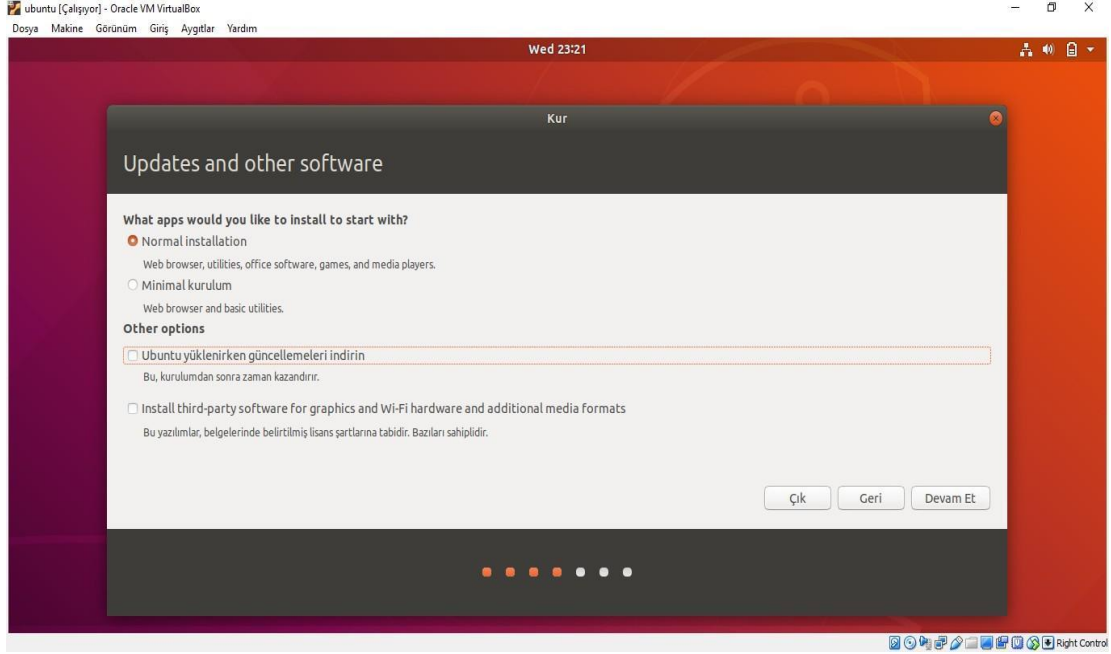 ubuntu [Çalışıyor] - Oracle VM VirtualBox
Dosya Makine Görünüm Giriş Aygıtlar Yardım
Wed 23:21
Kur
Updates and other software
What apps would you like to install to start with?
Normal installation
Web browser, utilities, office software, games, and media players.
Minimal kurulum
Web browser and basic utilities.
Other options
Ubuntu yüklenirken güncellemeleri indirin
Bu, kurulumdan sonra zaman kazandırır.
Install third-party software for graphics and Wi-Fi hardware and additional media formats
Bu yazılımlar, belgelerinde belirtilmiş lisans şartlarına tabidir. Bazıları sahiplidir.
Çık Geri Devam Et
Right Control